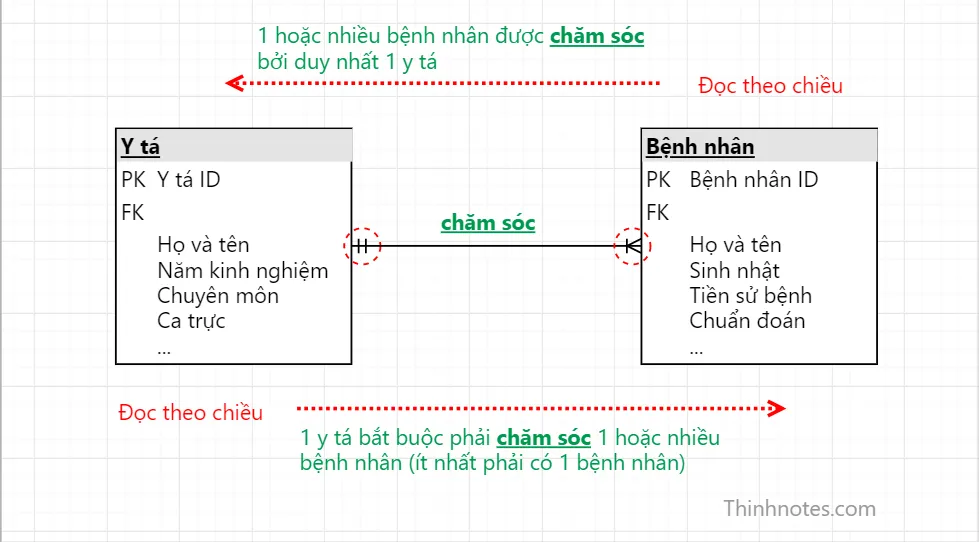 1 hoặc nhiều bệnh nhân được chăm sóc
bởi duy nhất 1 y tá
Đọc theo chiều
Y tá
PK Y tá ID
FK
Họ và tên
Năm kinh nghiệm
Chuyên môn
Ca trực
...
chăm sóc
Bệnh nhân
PK Bệnh nhân ID
FK
Họ và tên
Sinh nhật
Tiền sử bệnh
Chuẩn đoán
...
Đọc theo chiều
1 y tá bắt buộc phải chăm sóc 1 hoặc nhiều
bệnh nhân (ít nhất phải có 1 bệnh nhân)
Thinhnotes.com